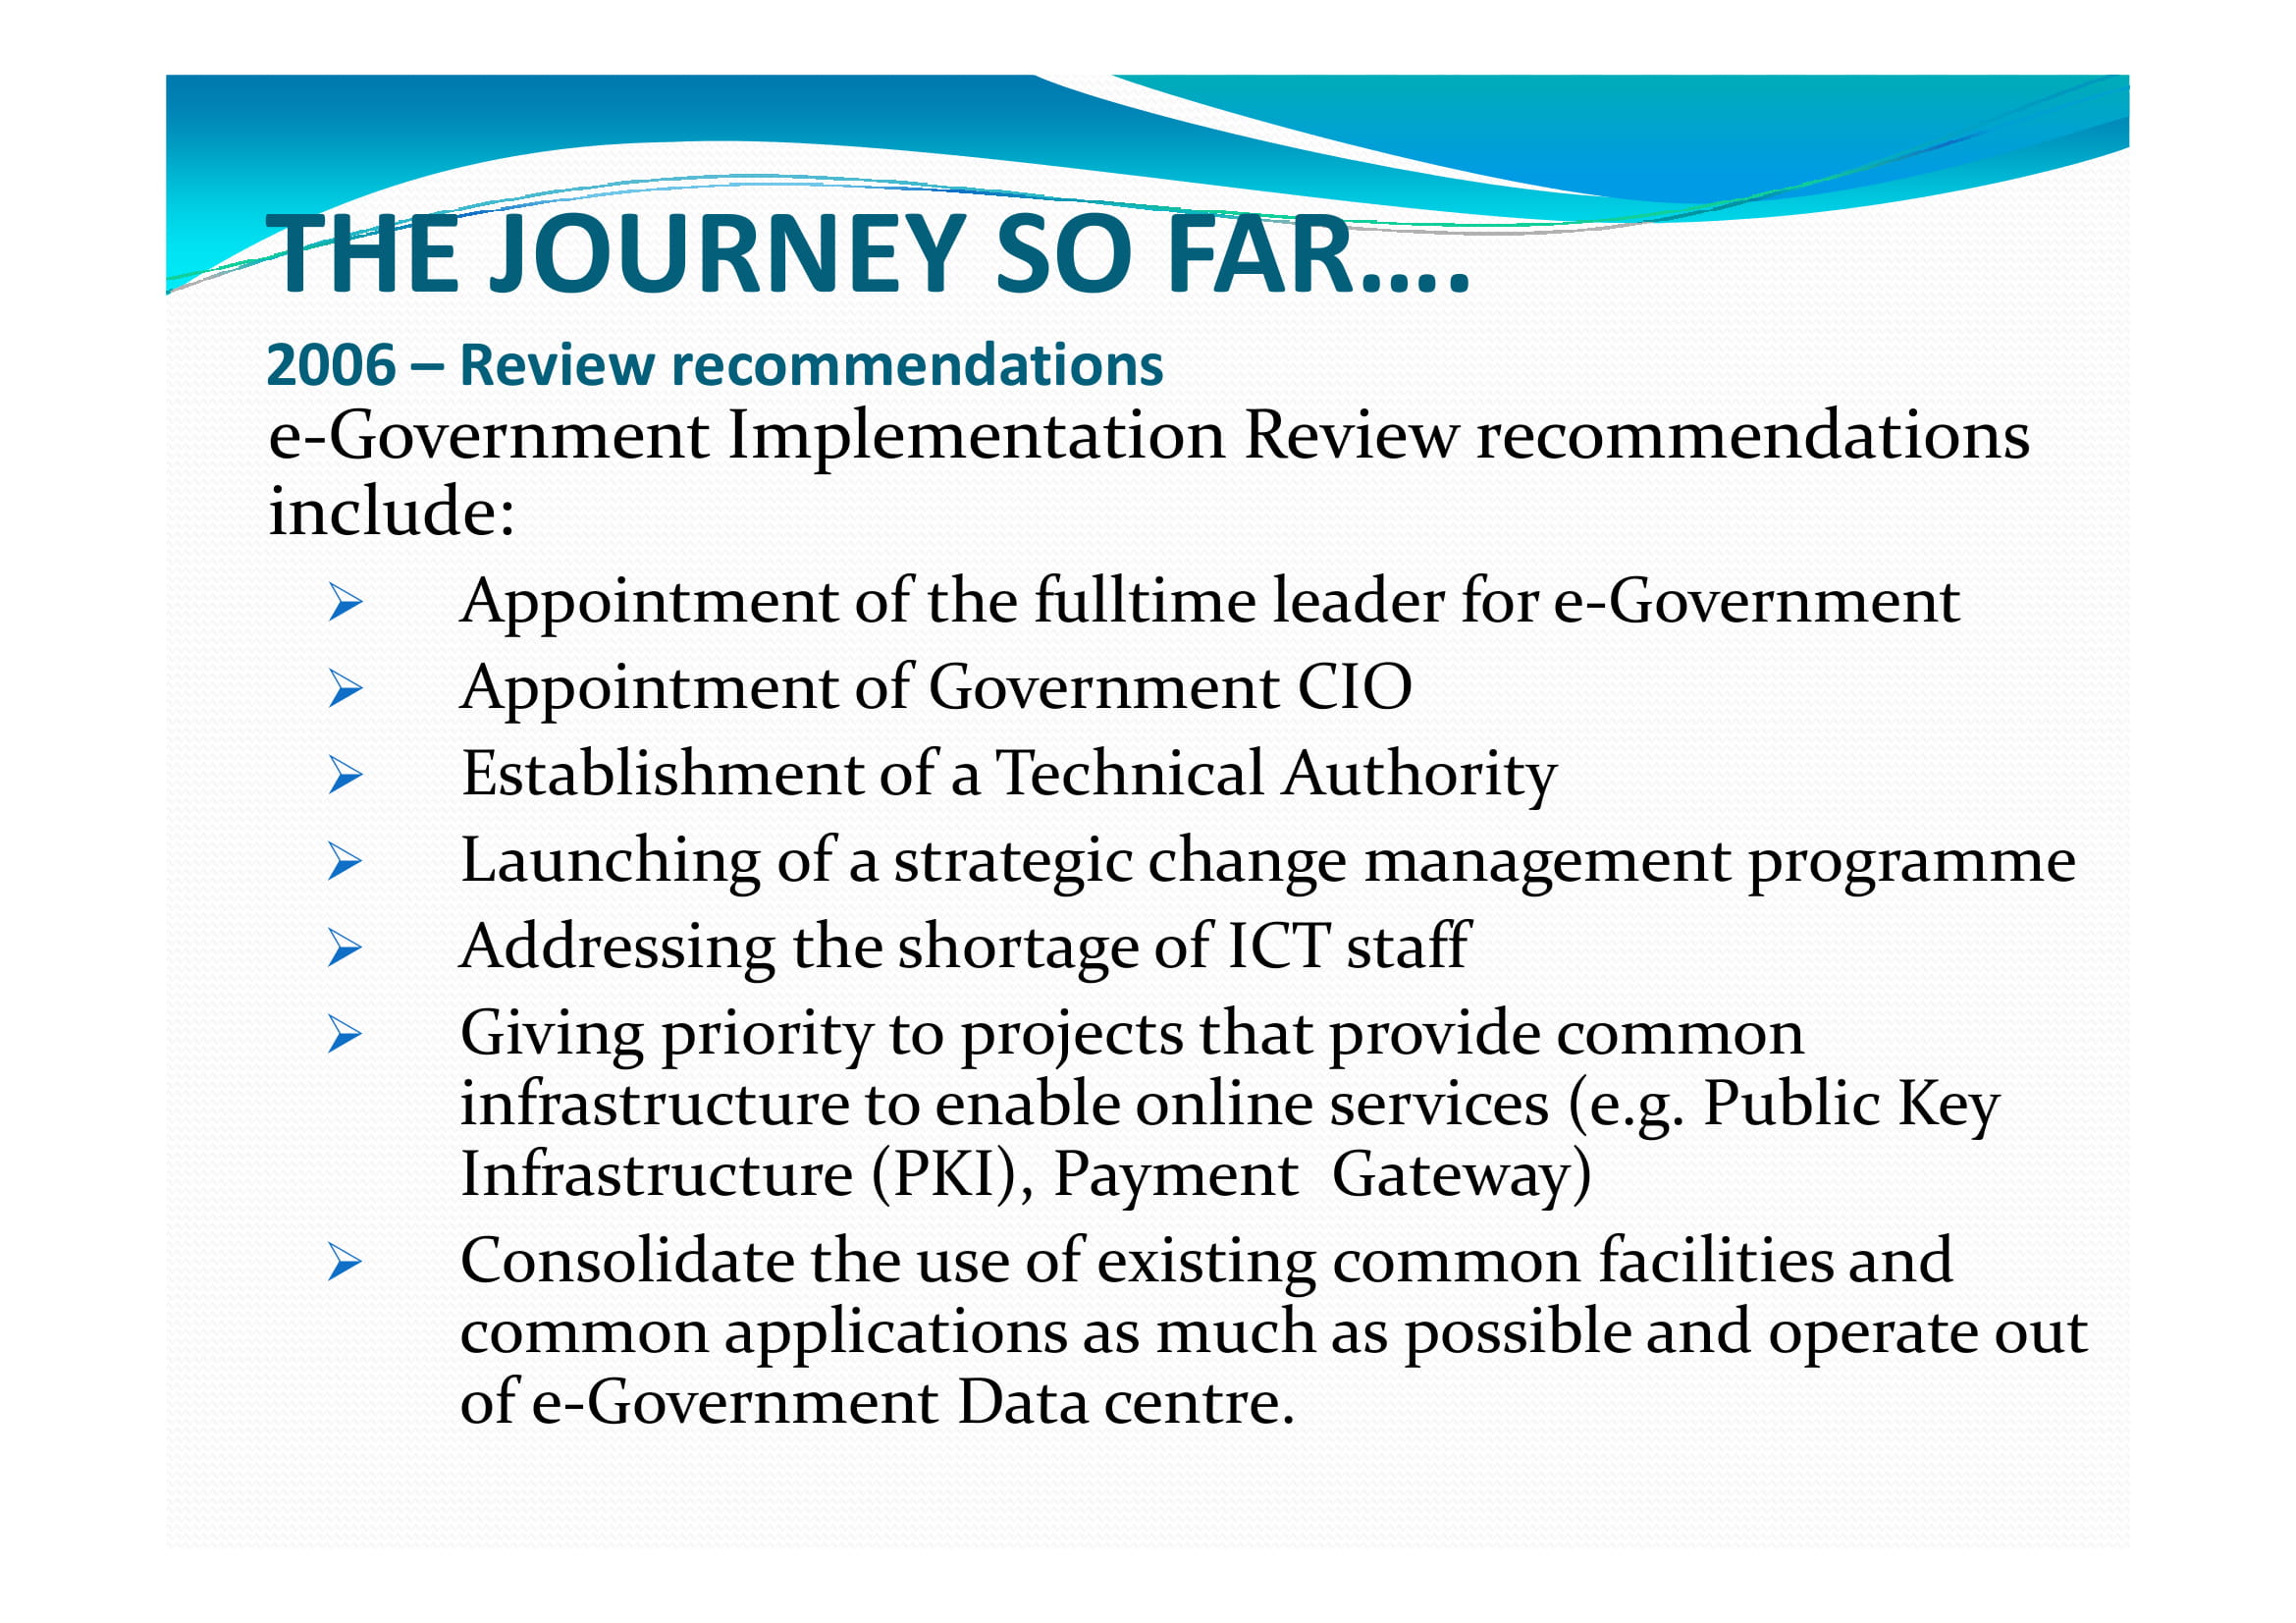 THE JOURNEY SO FAR….
2006 – Review recommendations
e-Government Implementation Review recommendations
include:
Appointment of the fulltime leader for e-Government
Appointment of Government CIO
Establishment of a Technical Authority
Launching of a strategic change management programme
Addressing the shortage of ICT staff
Giving priority to projects that provide common
infrastructure to enable online services (e.g. Public Key
Infrastructure (PKI), Payment  Gateway)
Consolidate the use of existing common facilities and
common applications as much as possible and operate out
of e-Government Data centre.